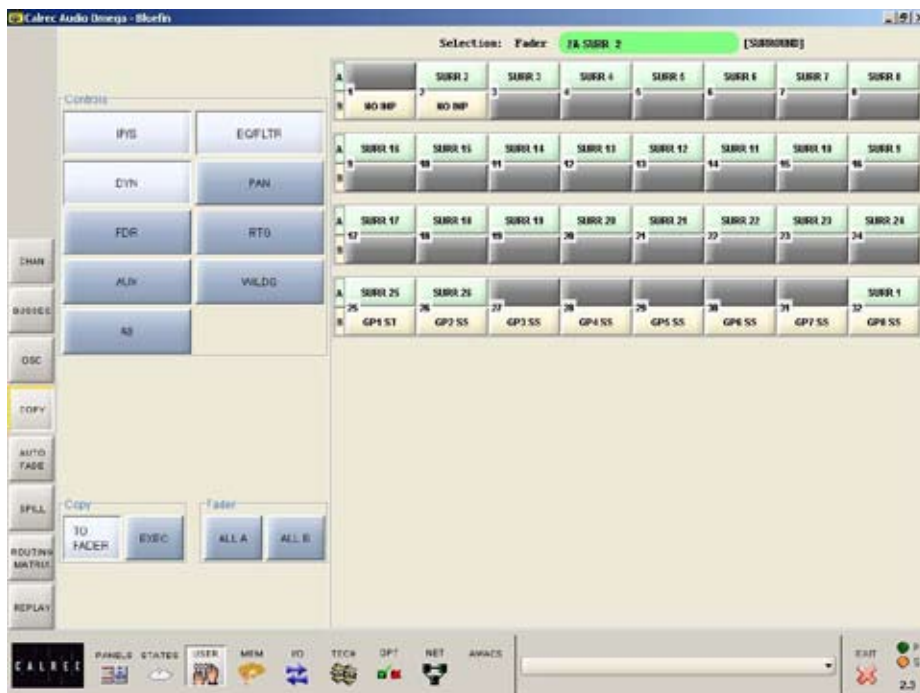 Calrec Audio Omega - Bluefin
Selection: Fader 2A SURR 2 [SURROUND]
Controls
EQ/FLTR
DYN PAN
FDR RTG
AUX
A SURR 2 SURR 3 SURR 4 SURR 5 SURR 6 SURR 7 SURR 8
1 2 3 4 5 6 7 8
B NO INP NO INP
A SURR 16 SURR 15 SURR 14 SURR 13 SURR 12 SURR 11 SURR 10 SURR 9
9 10 11 12 13 14 15 16
B
A SURR 17 SURR 18 SURR 19 SURR 20 SURR 21 SURR 22 SURR 23 SURR 24
17 18 19 20 21 22 23 24
B
A SURR 25 SURR 26 SURR 1
25 26 27 28 29 30 31 32
B GP1 ST GP2 SS GP3 SS GP4 SS GP5 SS GP6 SS GP7 SS GP8 SS
CHAN
OSC
COPY
AUTO
FADE
SPILL
ROUTING
MATRIX
REPLAY
Copy
TO
FADER
EXEC
Fader
ALL A ALL B
CALREC
PANELS STATES USER MEM I/O TECH OPT NET AWACS
EXIT